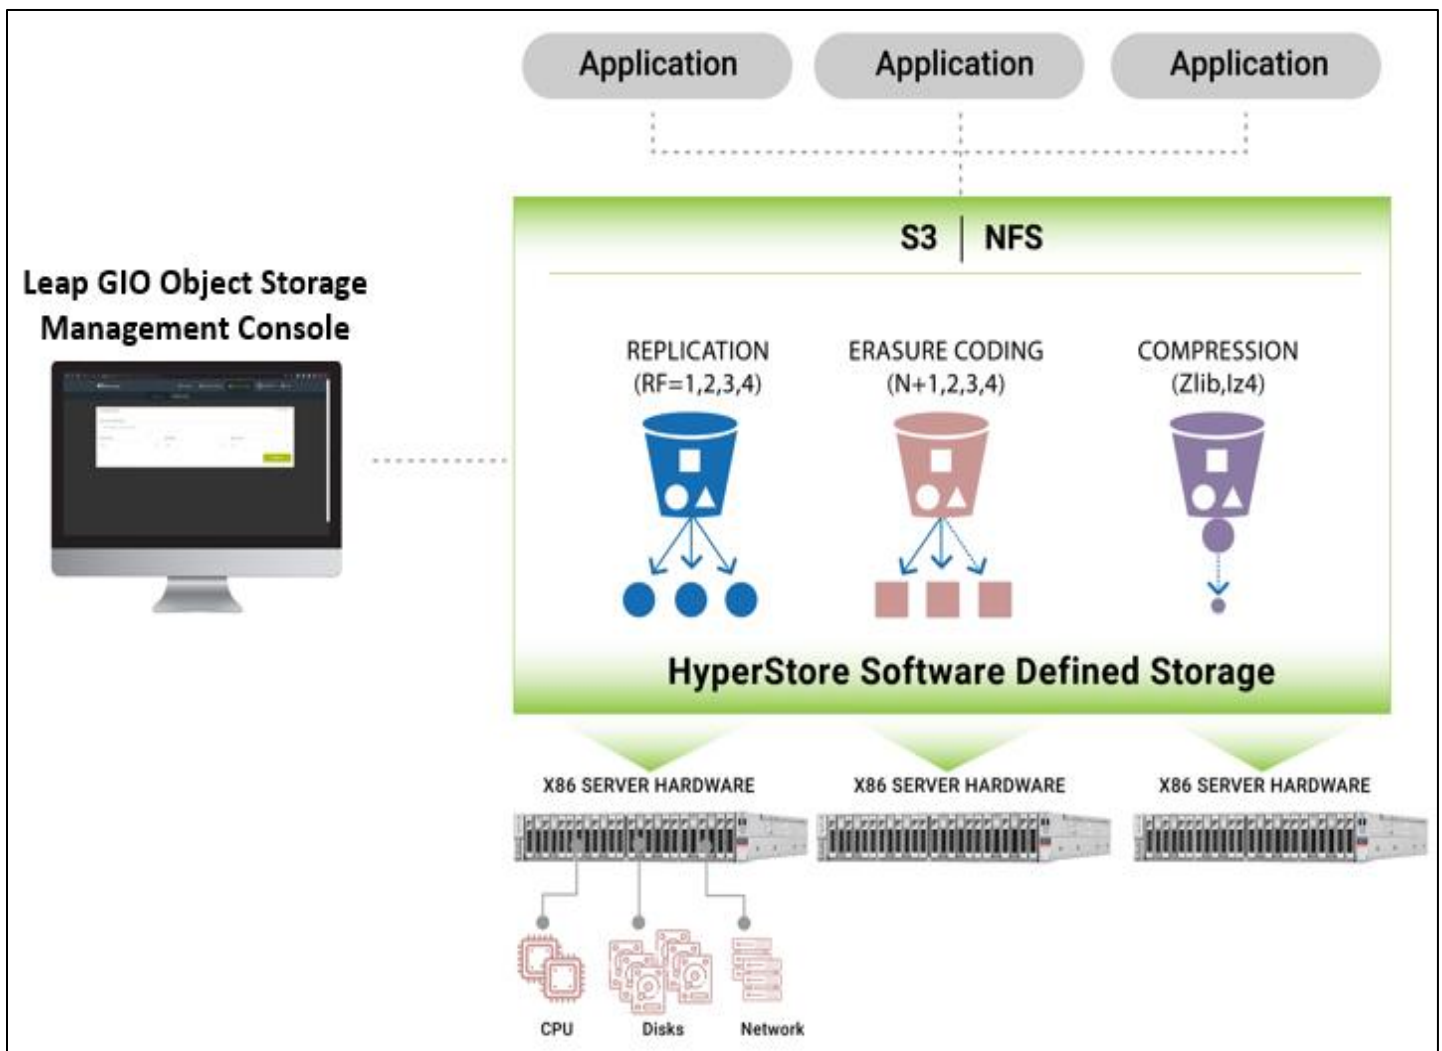 Application
Application
Application
S3 | NFS
Leap GIO Object Storage
Management Console
REPLICATION
(RF=1,2,3,4)
ERASURE CODING
(N+1,2,3,4)
COMPRESSION
(Zlib,lz4)
HyperStore Software Defined Storage
X86 SERVER HARDWARE
X86 SERVER HARDWARE
X86 SERVER HARDWARE
CPU
Disks
Network